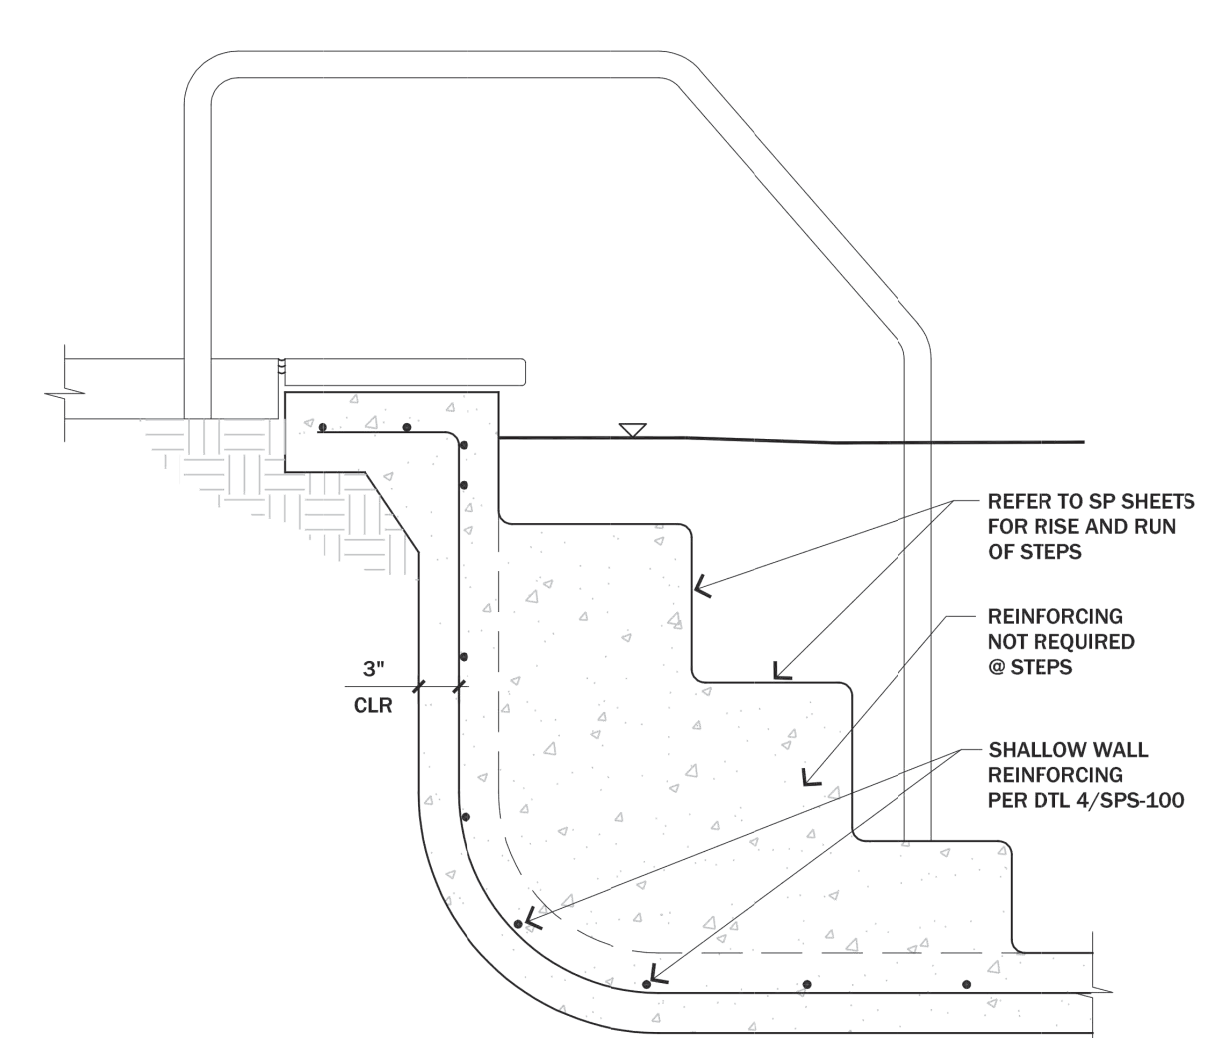 REFER TO SP SHEETS
FOR RISE AND RUN
OF STEPS
REINFORCING
NOT REQUIRED
@ STEPS
3"
CLR
SHALLOW WALL
REINFORCING
PER DTL 4/SPS-100